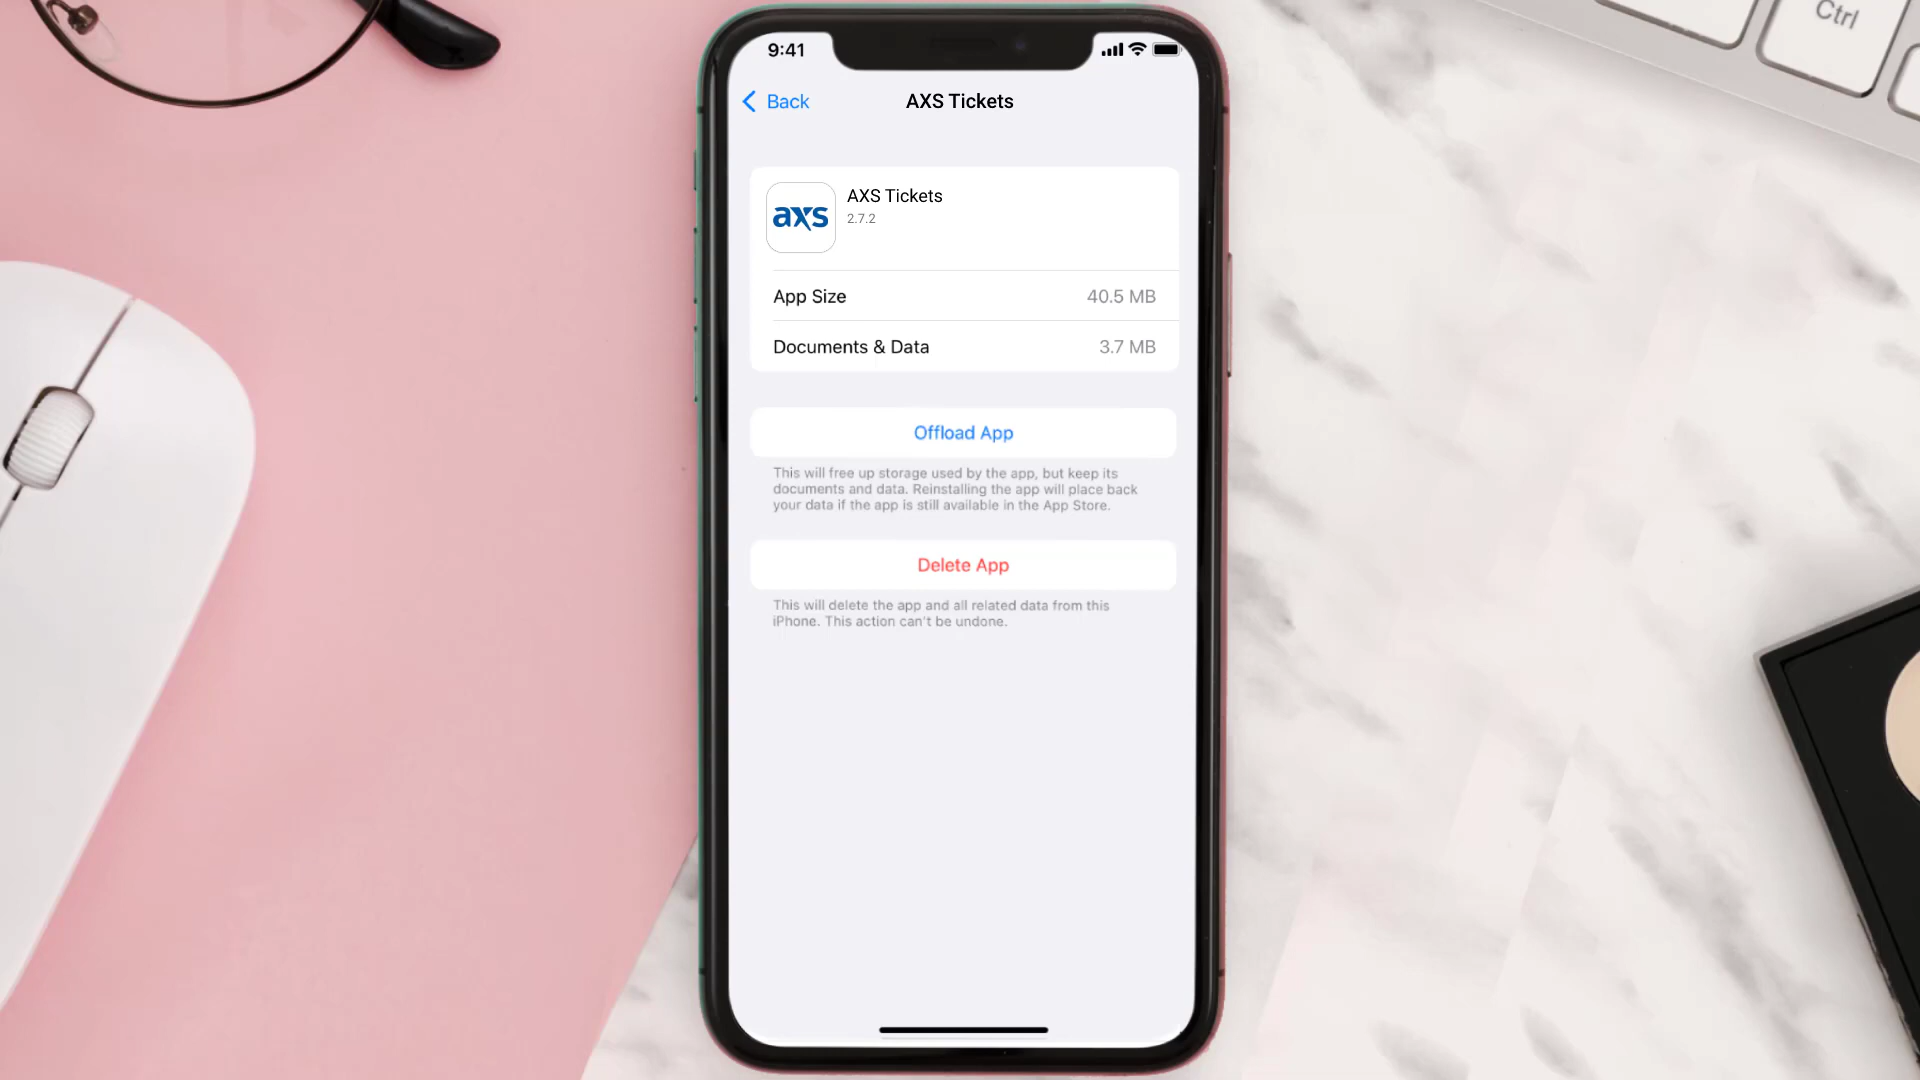 Ctrl
9:41
Back
AXS Tickets
axs
AXS Tickets
2.7.2
App Size
40.5 MB
Documents & Data
3.7 MB
Offload App
This will free up storage used by the app, but keep its
documents and data. Reinstalling the app will place back
your data if the app is still available in the App Store.
Delete App
This will delete the app and all related data from this
iPhone. This action can't be undone.